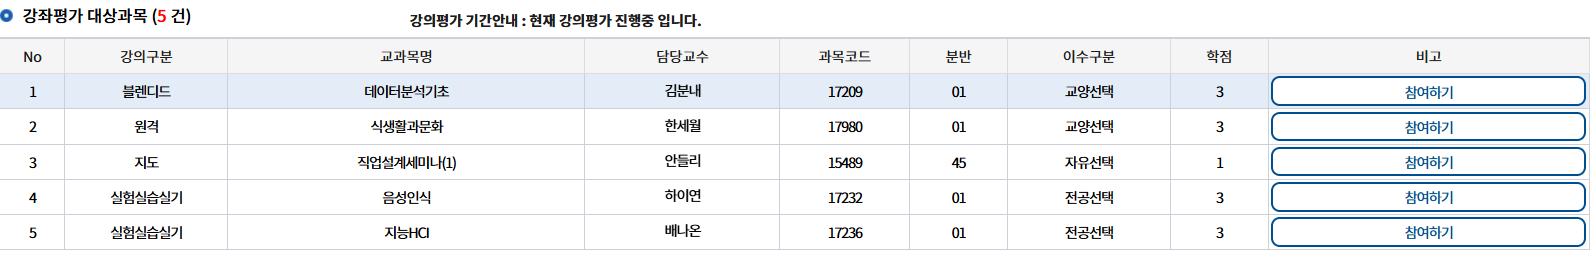 강좌평가 대상과목 (5 건)
강의평가 기간안내 : 현재 강의평가 진행중 입니다.
No 강의구분 교과목명 담당교수 과목코드 분반 이수구분 학점 비고
1 블렌디드 데이터분석기초 김분내 17209 01 교양선택 3 참여하기
2 원격 식생활과문화 한세월 17980 01 교양선택 3 참여하기
3 지도 직업설계세미나(1) 안들리 15489 45 자유선택 1 참여하기
4 실험실습실기 음성인식 하이연 17232 01 전공선택 3 참여하기
5 실험실습실기 지능HCI 배나온 17236 01 전공선택 3 참여하기